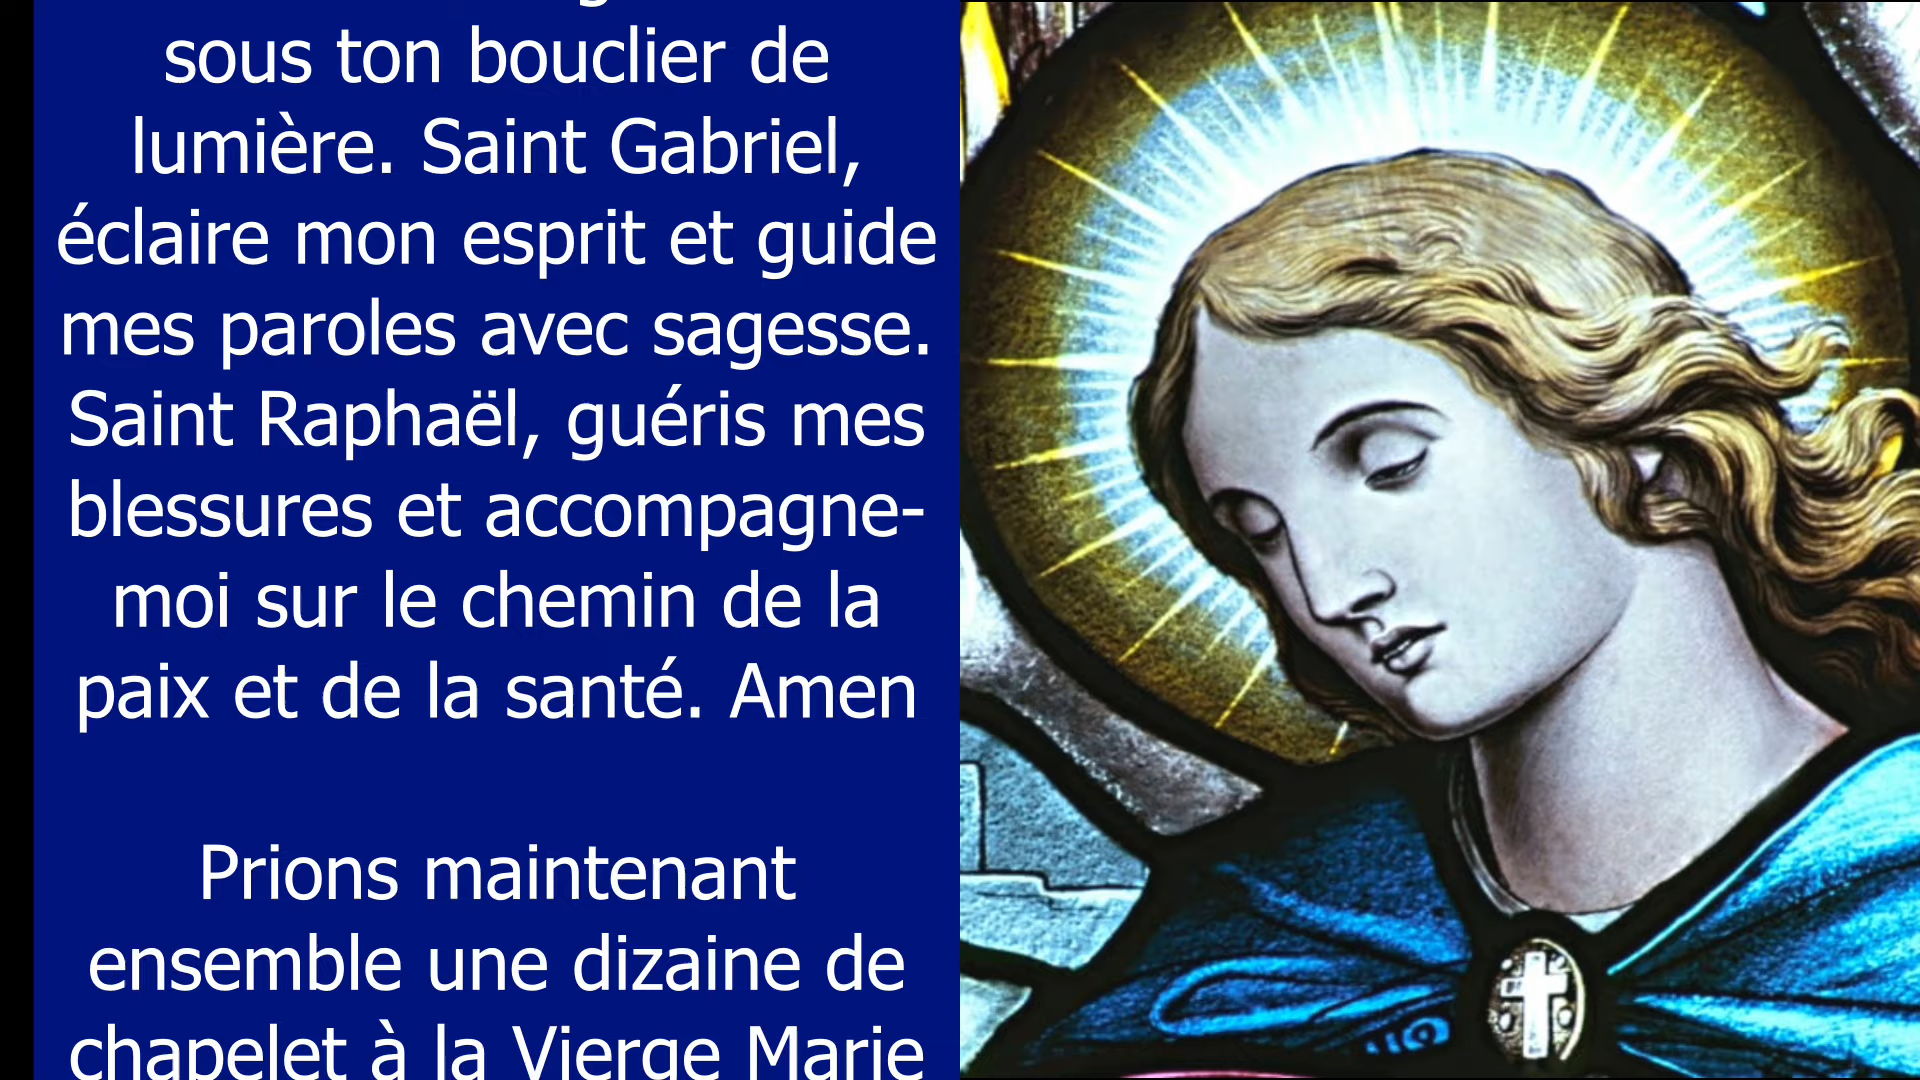 sous ton bouclier de
lumière. Saint Gabriel,
éclaire mon esprit et guide
mes paroles avec sagesse.
Saint Raphaël, guéris mes
blessures et accompagne-
moi sur le chemin de la
paix et de la santé. Amen
Prions maintenant
ensemble une dizaine de
chapelet à la Vierge Marie